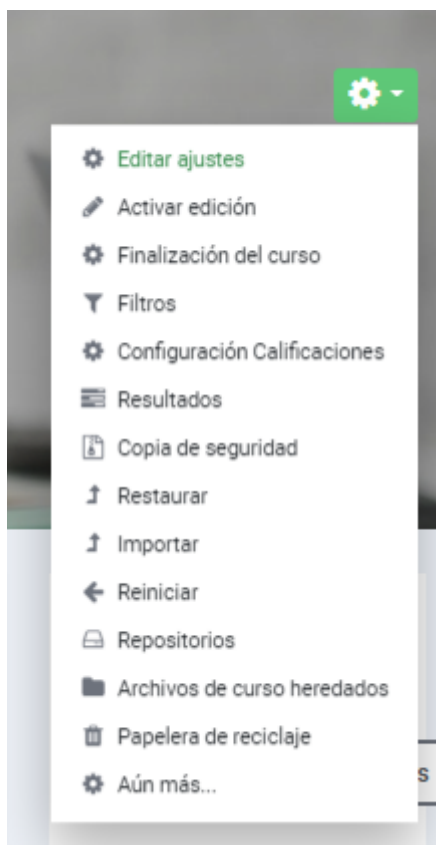 Editar ajustes
Activar edición
Finalización del curso
Filtros
Configuración Calificaciones
Resultados
Copia de seguridad
Restaurar
Importar
Reiniciar
Repositorios
Archivos de curso heredados
Papelera de reciclaje
s
Aún más...